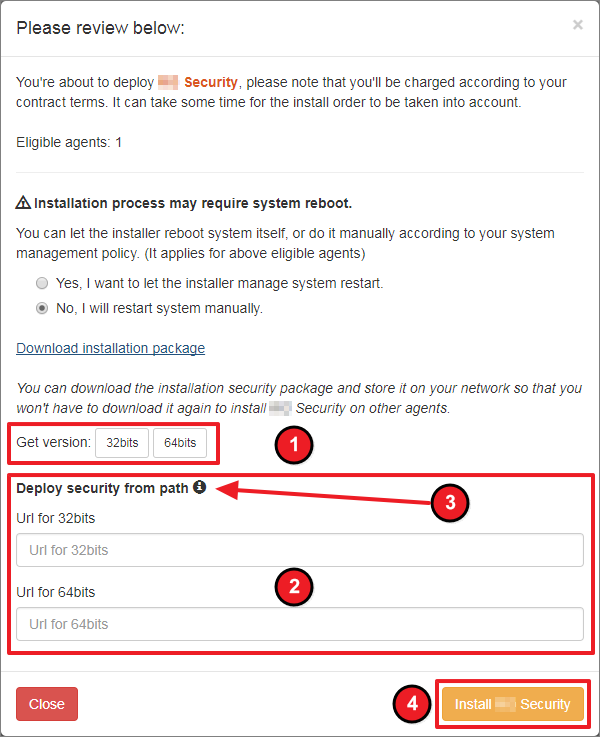 Please review below:
×
You're about to deploy Security, please note that you'll be charged according to your
contract terms. It can take some time for the install order to be taken into account.
Eligible agents: 1
Installation process may require system reboot.
You can let the installer reboot system itself, or do it manually according to your system
management policy. (It applies for above eligible agents)
Yes, I want to let the installer manage system restart.
No, I will restart system manually.
Download installation package
You can download the installation security package and store it on your network so that you
won't have to download it again to install Security on other agents.
Get version: 32bits 64bits
1
Deploy security from path
3
Url for 32bits
Url for 32bits
2
Url for 64bits
Url for 64bits
Close
4
Install Security